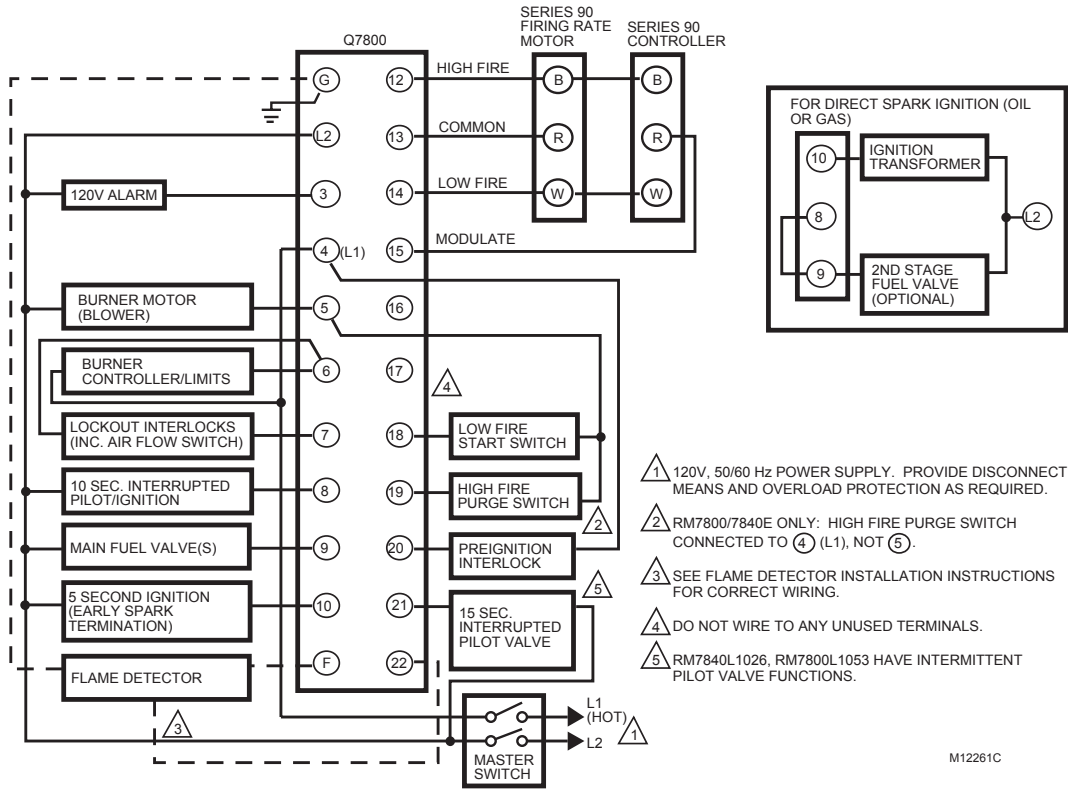 Q7800
SERIES 90
FIRING RATE
MOTOR
SERIES 90
CONTROLLER
G
L2
3
4
(L1)
5
6
7
8
9
10
F
12
13
14
15
16
17
18
19
20
21
22
HIGH FIRE
COMMON
LOW FIRE
MODULATE
B
R
W
B
R
W
120V ALARM
BURNER MOTOR
(BLOWER)
BURNER
CONTROLLER/LIMITS
LOCKOUT INTERLOCKS
(INC. AIR FLOW SWITCH)
10 SEC. INTERRUPTED
PILOT/IGNITION
MAIN FUEL VALVE(S)
5 SECOND IGNITION
(EARLY SPARK
TERMINATION)
FLAME DETECTOR
3
4
LOW FIRE
START SWITCH
HIGH FIRE
PURGE SWITCH
2
PREIGNITION
INTERLOCK
5
15 SEC.
INTERRUPTED
PILOT VALVE
MASTER
SWITCH
L1
(HOT)
L2
1
FOR DIRECT SPARK IGNITION (OIL
OR GAS)
10
8
9
IGNITION
TRANSFORMER
2ND STAGE
FUEL VALVE
(OPTIONAL)
L2
1 120V, 50/60 Hz POWER SUPPLY. PROVIDE DISCONNECT
MEANS AND OVERLOAD PROTECTION AS REQUIRED.
2 RM7800/7840E ONLY: HIGH FIRE PURGE SWITCH
CONNECTED TO 4 (L1), NOT 5.
3 SEE FLAME DETECTOR INSTALLATION INSTRUCTIONS
FOR CORRECT WIRING.
4 DO NOT WIRE TO ANY UNUSED TERMINALS.
5 RM7840L1026, RM7800L1053 HAVE INTERMITTENT
PILOT VALVE FUNCTIONS.
M12261C